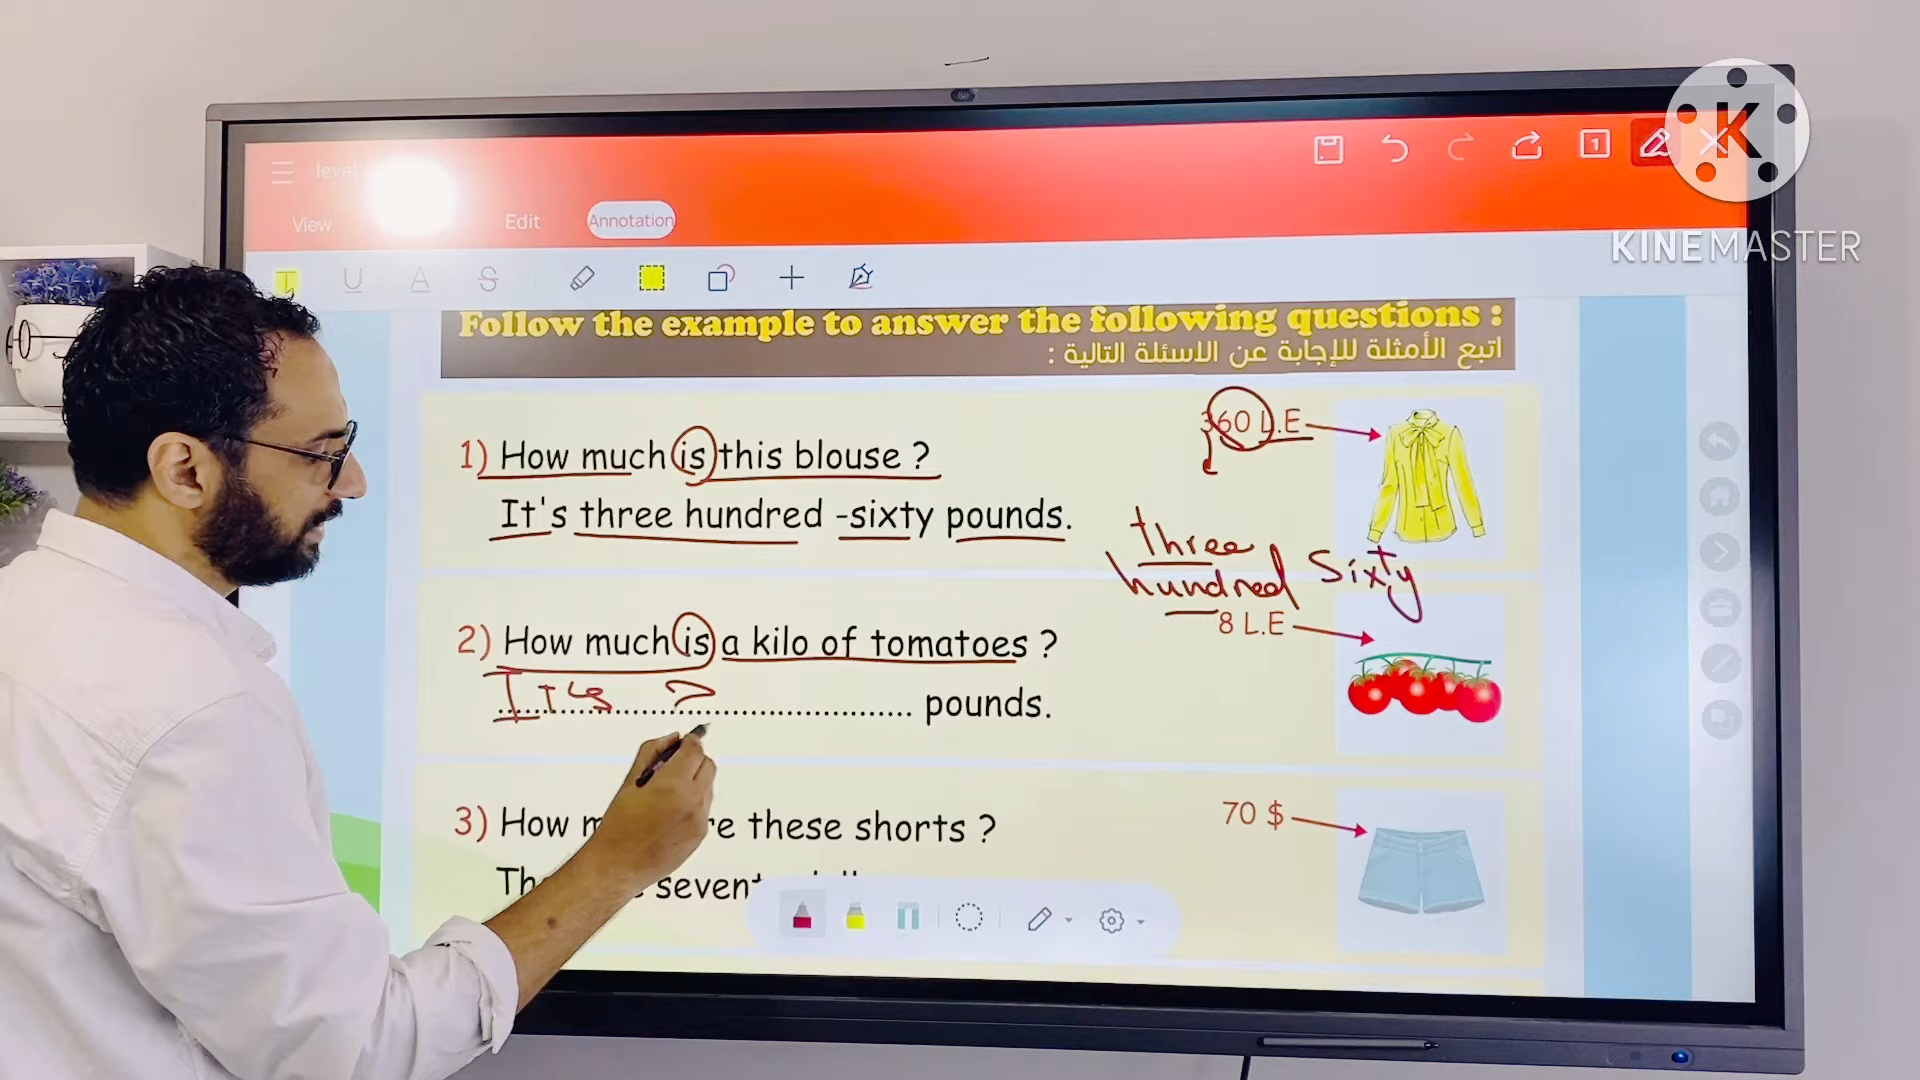 level
View Edit Annotation
1
K
KINEMASTER
T U A S
Follow the example to answer the following questions :
اتبع الأمثلة للإجابة عن الاسئلة التالية :
360 L.E
1) How much is this blouse ?
It's three hundred -sixty pounds.
three
hundred sixty
8 L.E
2) How much is a kilo of tomatoes ?
It's
.......................................... pounds.
70 $
3) How these shorts ?